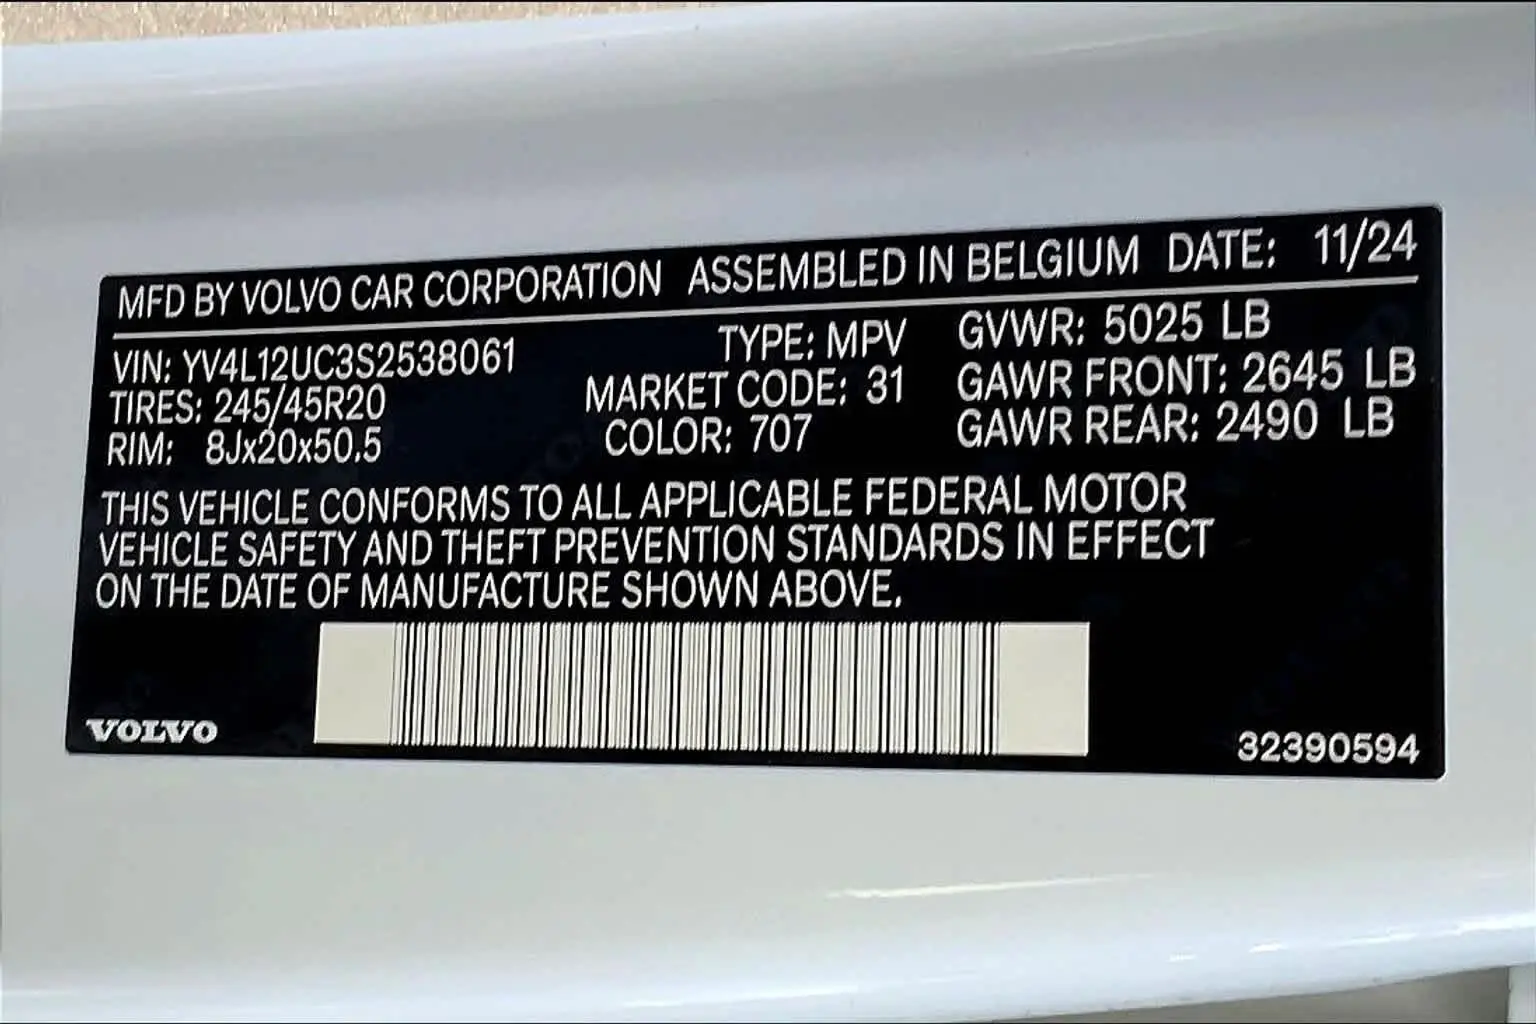 MFD BY VOLVO CAR CORPORATION ASSEMBLED IN BELGIUM DATE: 11/24
VIN: YV4L12UC3S2538061 TYPE: MPV GVWR: 5025 LB
TIRES: 245/45R20 MARKET CODE: 31 GAWR FRONT: 2645 LB
RIM: 8Jx20x50.5 COLOR: 707 GAWR REAR: 2490 LB
THIS VEHICLE CONFORMS TO ALL APPLICABLE FEDERAL MOTOR
VEHICLE SAFETY AND THEFT PREVENTION STANDARDS IN EFFECT
ON THE DATE OF MANUFACTURE SHOWN ABOVE.
VOLVO 32390594